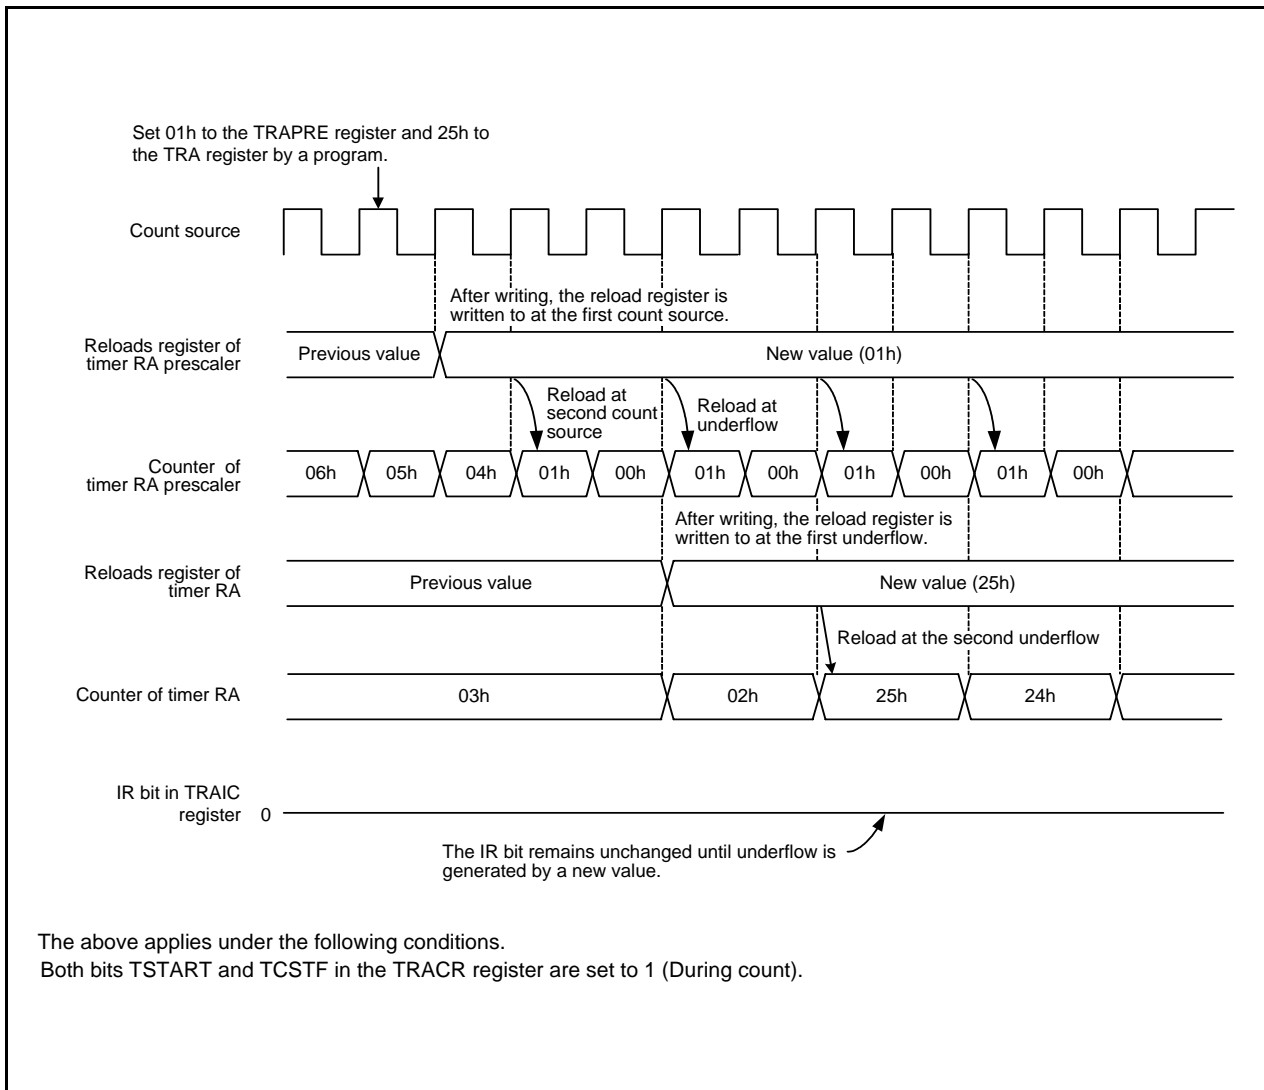 Set 01h to the TRAPRE register and 25h to
the TRA register by a program.
Count source
After writing, the reload register is
written to at the first count source.
Reloads register of
timer RA prescaler
Previous value
New value (01h)
Reload at
second count
source
Reload at
underflow
Counter of
timer RA prescaler
06h 05h 04h 01h 00h 01h 00h 01h 00h 01h 00h
After writing, the reload register is
written to at the first underflow.
Reloads register of
timer RA
Previous value
New value (25h)
Reload at the second underflow
Counter of timer RA
03h 02h 25h 24h
IR bit in TRAIC
register
0
The IR bit remains unchanged until underflow is
generated by a new value.
The above applies under the following conditions.
Both bits TSTART and TCSTF in the TRACR register are set to 1 (During count).